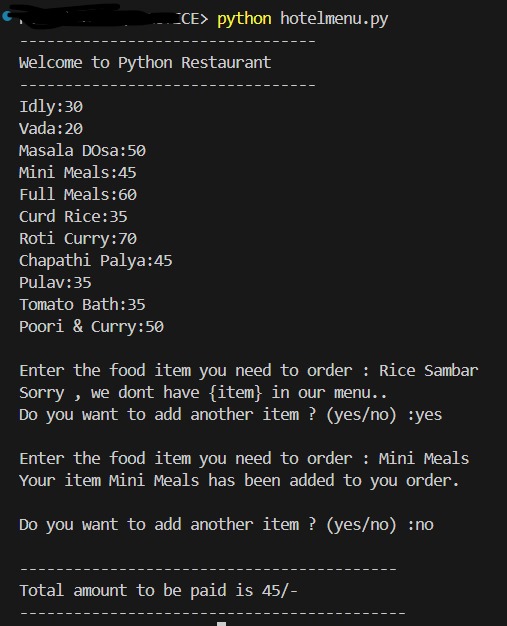 CE> python hotelmenu.py
--------------------------------
Welcome to Python Restaurant
--------------------------------
Idly:30
Vada:20
Masala DOsa:50
Mini Meals:45
Full Meals:60
Curd Rice:35
Roti Curry:70
Chapathi Palya:45
Pulav:35
Tomato Bath:35
Poori & Curry:50
Enter the food item you need to order : Rice Sambar
Sorry , we dont have {item} in our menu..
Do you want to add another item ? (yes/no) :yes
Enter the food item you need to order : Mini Meals
Your item Mini Meals has been added to you order.
Do you want to add another item ? (yes/no) :no
-----------------------------------------
Total amount to be paid is 45/-
------------------------------------------